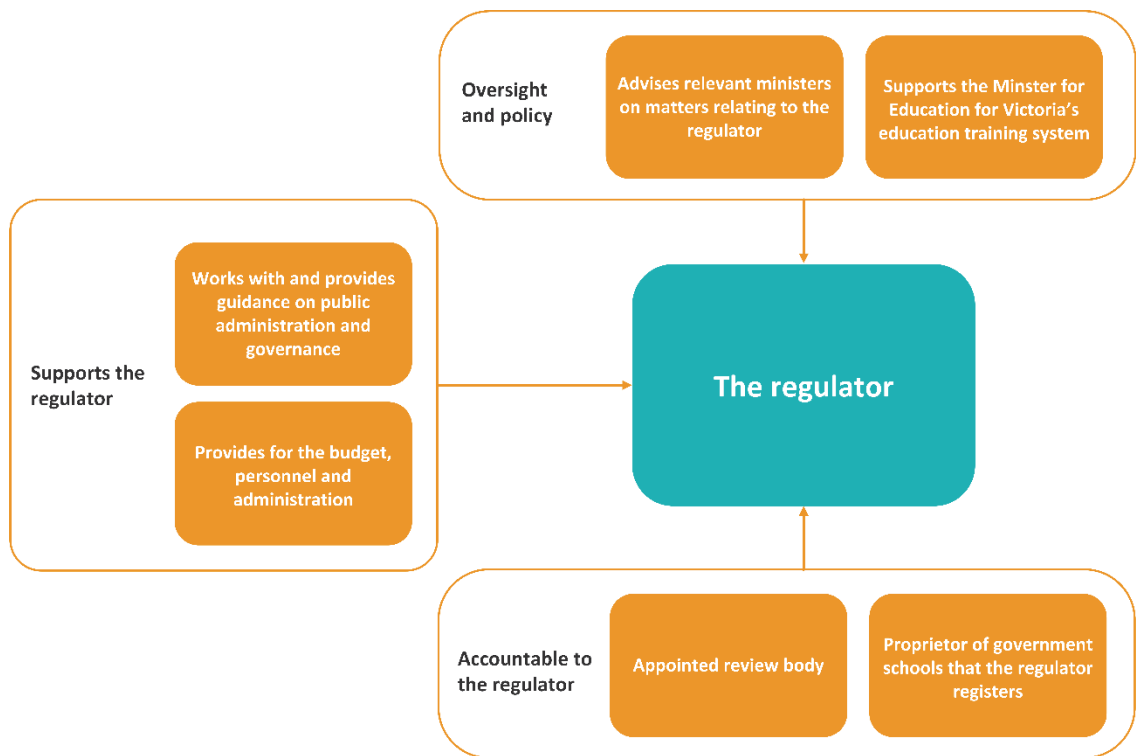 Oversight
and policy
Advises relevant ministers
on matters relating to the
regulator
Supports the Minster for
Education for Victoria's
education training system
Supports the
regulator
Works with and provides
guidance on public
administration and
governance
Provides for the budget,
personnel and
administration
The regulator
Accountable to
the regulator
Appointed review body
Proprietor of government
schools that the regulator
registers